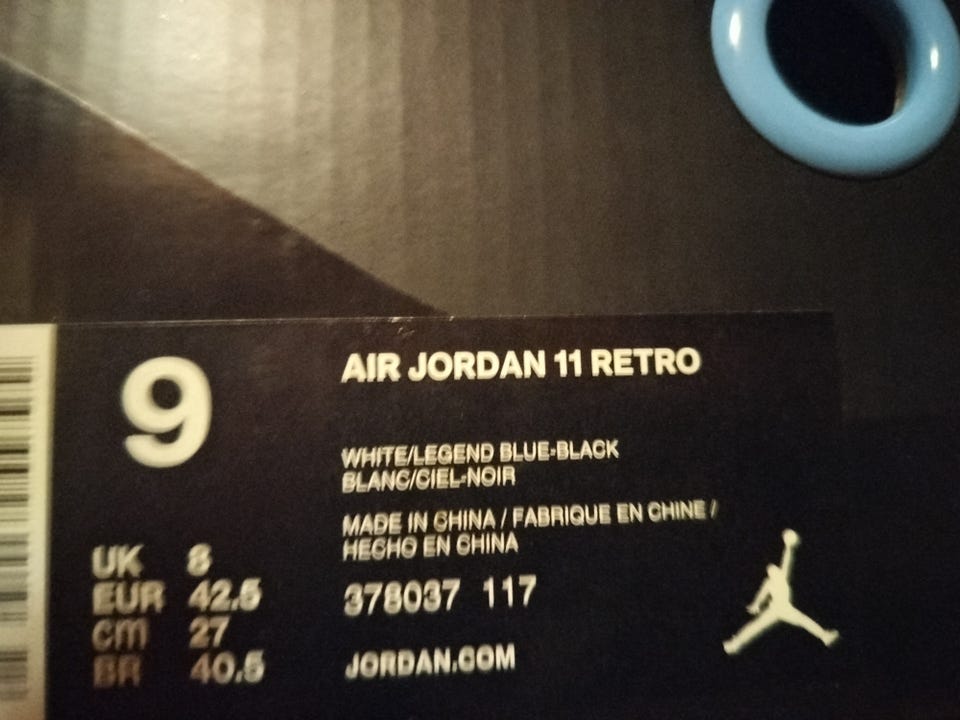 9
AIR JORDAN 11 RETRO
WHITE/LEGEND BLUE-BLACK
BLANC/CIEL-NOIR
MADE IN CHINA / FABRIQUE EN CHINE /
HECHO EN CHINA
UK 8
EUR 42.5
cm 27
BR 40.5
378037 117
JORDAN.COM